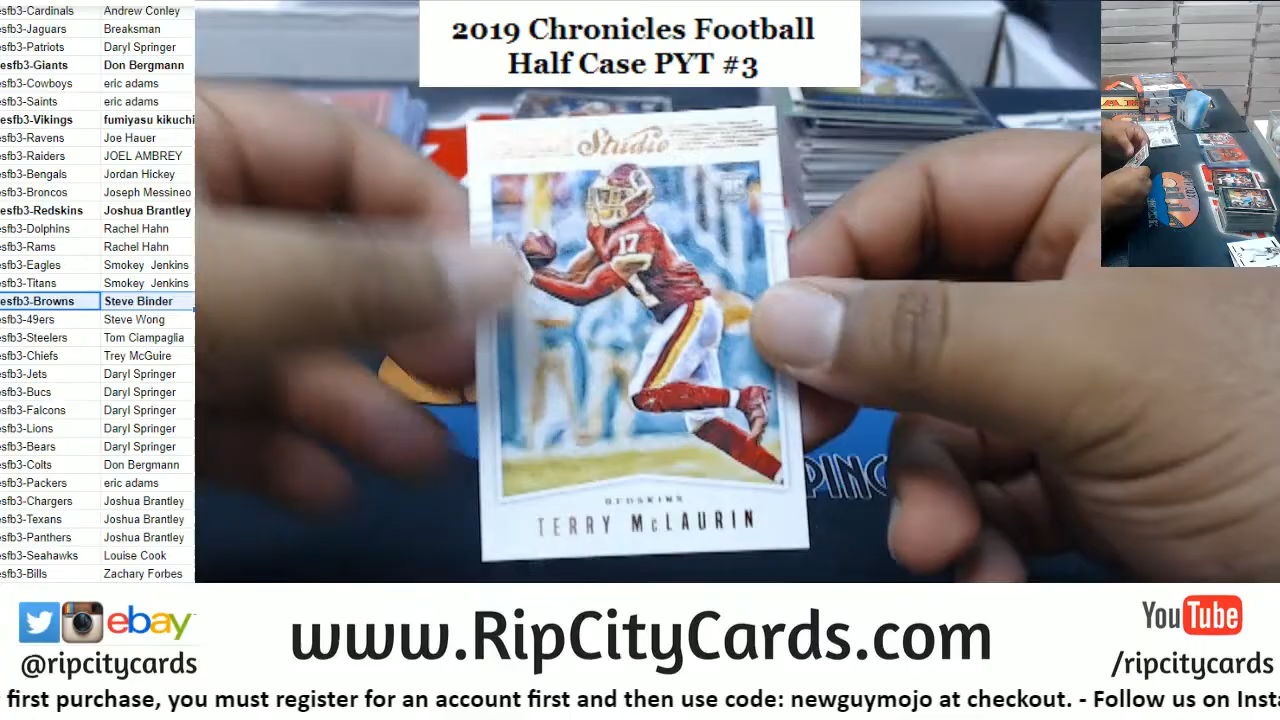 esfb3-Cardinals Andrew Conley
esfb3-Jaguars Breaksman
esfb3-Patriots Daryl Springer
esfb3-Giants Don Bergmann
esfb3-Cowboys eric adams
esfb3-Saints eric adams
esfb3-Vikings fumiyasu kikuchi
esfb3-Ravens Joe Hauer
esfb3-Raiders JOEL AMBREY
esfb3-Bengals Jordan Hickey
esfb3-Broncos Joseph Messineo
esfb3-Redskins Joshua Brantley
esfb3-Dolphins Rachel Hahn
esfb3-Rams Rachel Hahn
esfb3-Eagles Smokey Jenkins
esfb3-Titans Smokey Jenkins
esfb3-Browns Steve Binder
esfb3-49ers Steve Wong
esfb3-Steelers Tom Ciampaglia
esfb3-Chiefs Trey McGuire
esfb3-Jets Daryl Springer
esfb3-Bucs Daryl Springer
esfb3-Falcons Daryl Springer
esfb3-Lions Daryl Springer
esfb3-Bears Daryl Springer
esfb3-Colts Don Bergmann
esfb3-Packers eric adams
esfb3-Chargers Joshua Brantley
esfb3-Texans Joshua Brantley
esfb3-Panthers Joshua Brantley
esfb3-Seahawks Louise Cook
esfb3-Bills Zachary Forbes
2019 Chronicles Football
Half Case PYT #3
Studio
RC
17
REDSKINS
TERRY McLAURIN
PING
ebay
@ripcitycards
www.RipCityCards.com
YouTube
/ripcitycards
first purchase, you must register for an account first and then use code: newguymojo at checkout. - Follow us on Insta